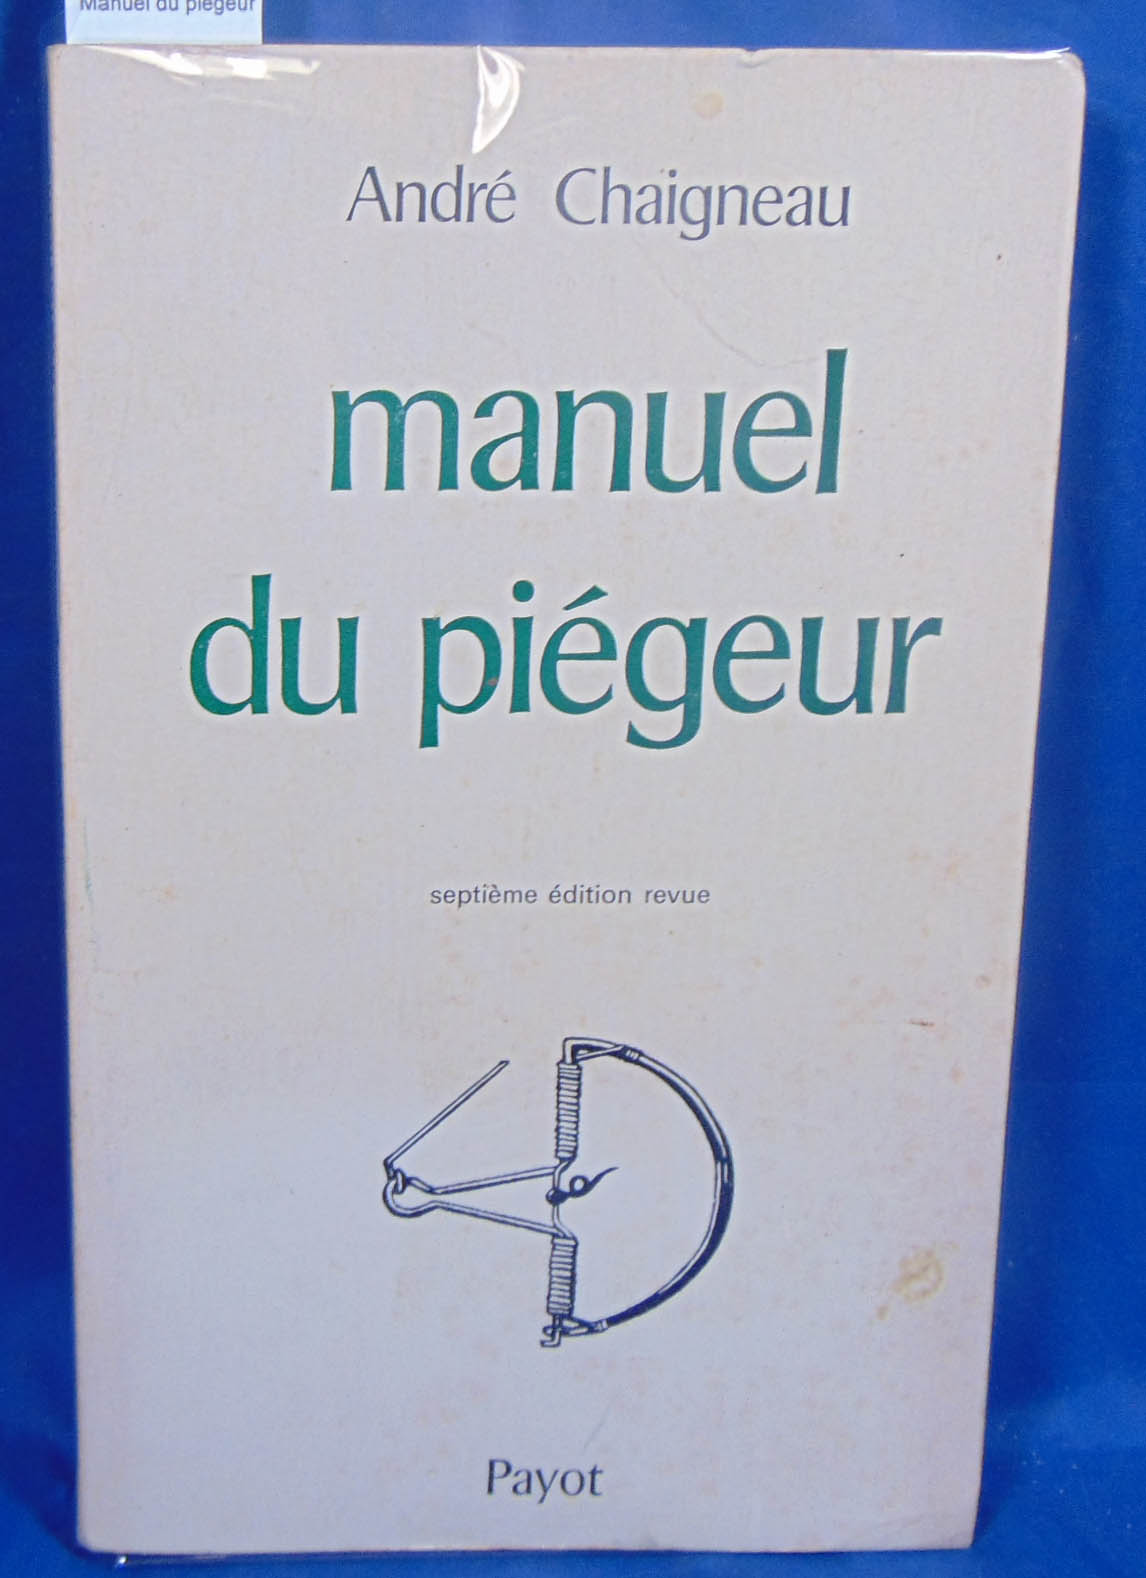 Manuel du piégeur
André Chaigneau
manuel
du piégeur
septième édition revue
Payot